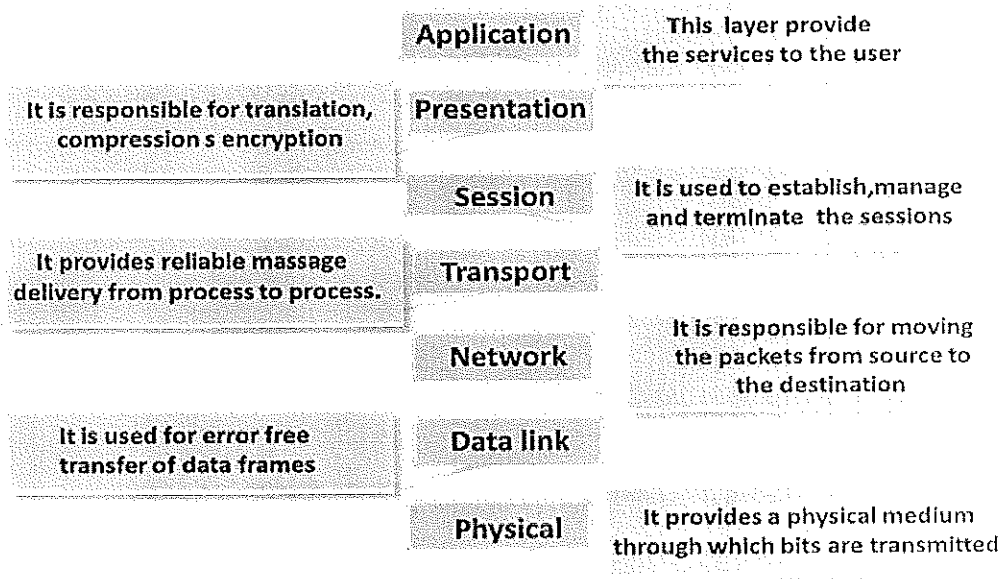 Application
This layer provide
the services to the user
It is responsible for translation,
compression s encryption
Presentation
Session
It is used to establish,manage
and terminate the sessions
It provides reliable massage
delivery from process to process.
Transport
Network
It is responsible for moving
the packets from source to
the destination
It is used for error free
transfer of data frames
Data link
Physical
It provides a physical medium
through which bits are transmitted